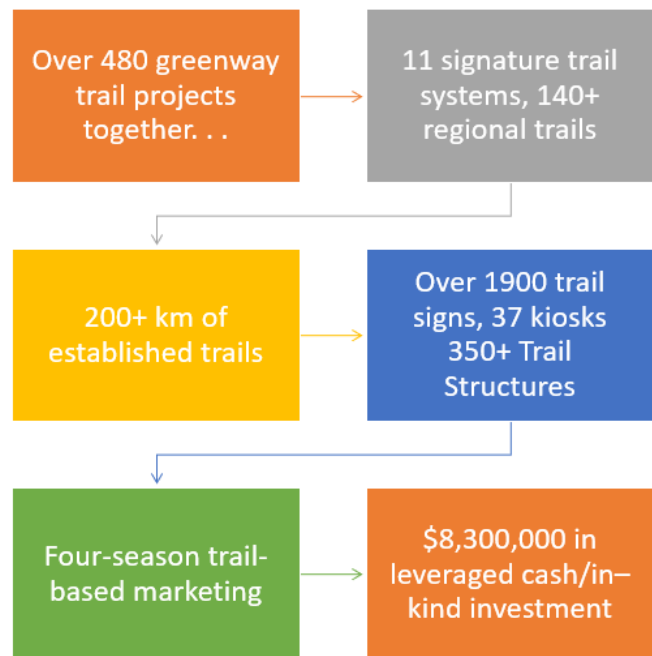 Over 480 greenway
trail projects
together. . .
11 signature trail
systems, 140+
regional trails
200+ km of
established trails
Over 1900 trail
signs, 37 kiosks
350+ Trail
Structures
Four-season trail-
based marketing
$8,300,000 in
leveraged cash/in–
kind investment